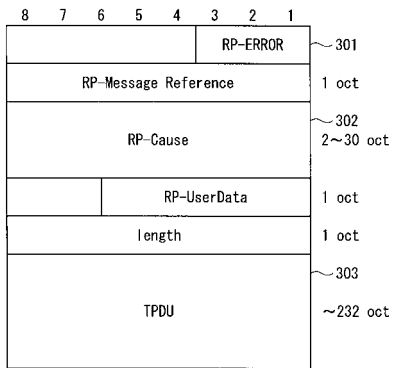 8 7 6 5 4 3 2 1
RP-ERROR 301
RP-Message Reference 1 oct
302
RP-Cause 2~30 oct
RP-UserData 1 oct
length 1 oct
303
TPDU ~232 oct